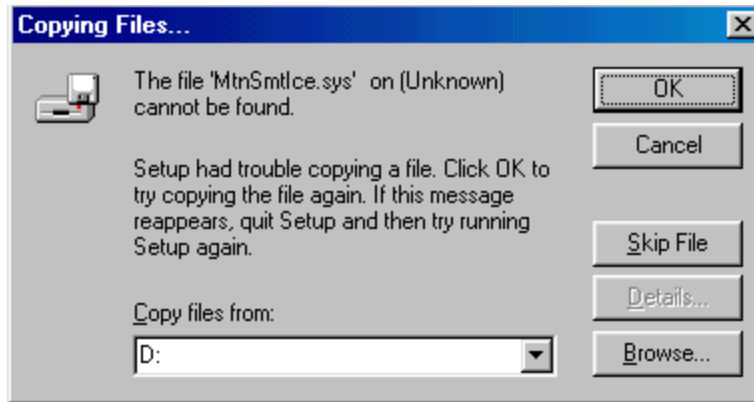 Copying Files...
The file 'MtnSmtIce.sys' on (Unknown)
cannot be found.
Setup had trouble copying a file. Click OK to
try copying the file again. If this message
reappears, quit Setup and then try running
Setup again.
Copy files from:
D:
OK
Cancel
Skip File
Details...
Browse...